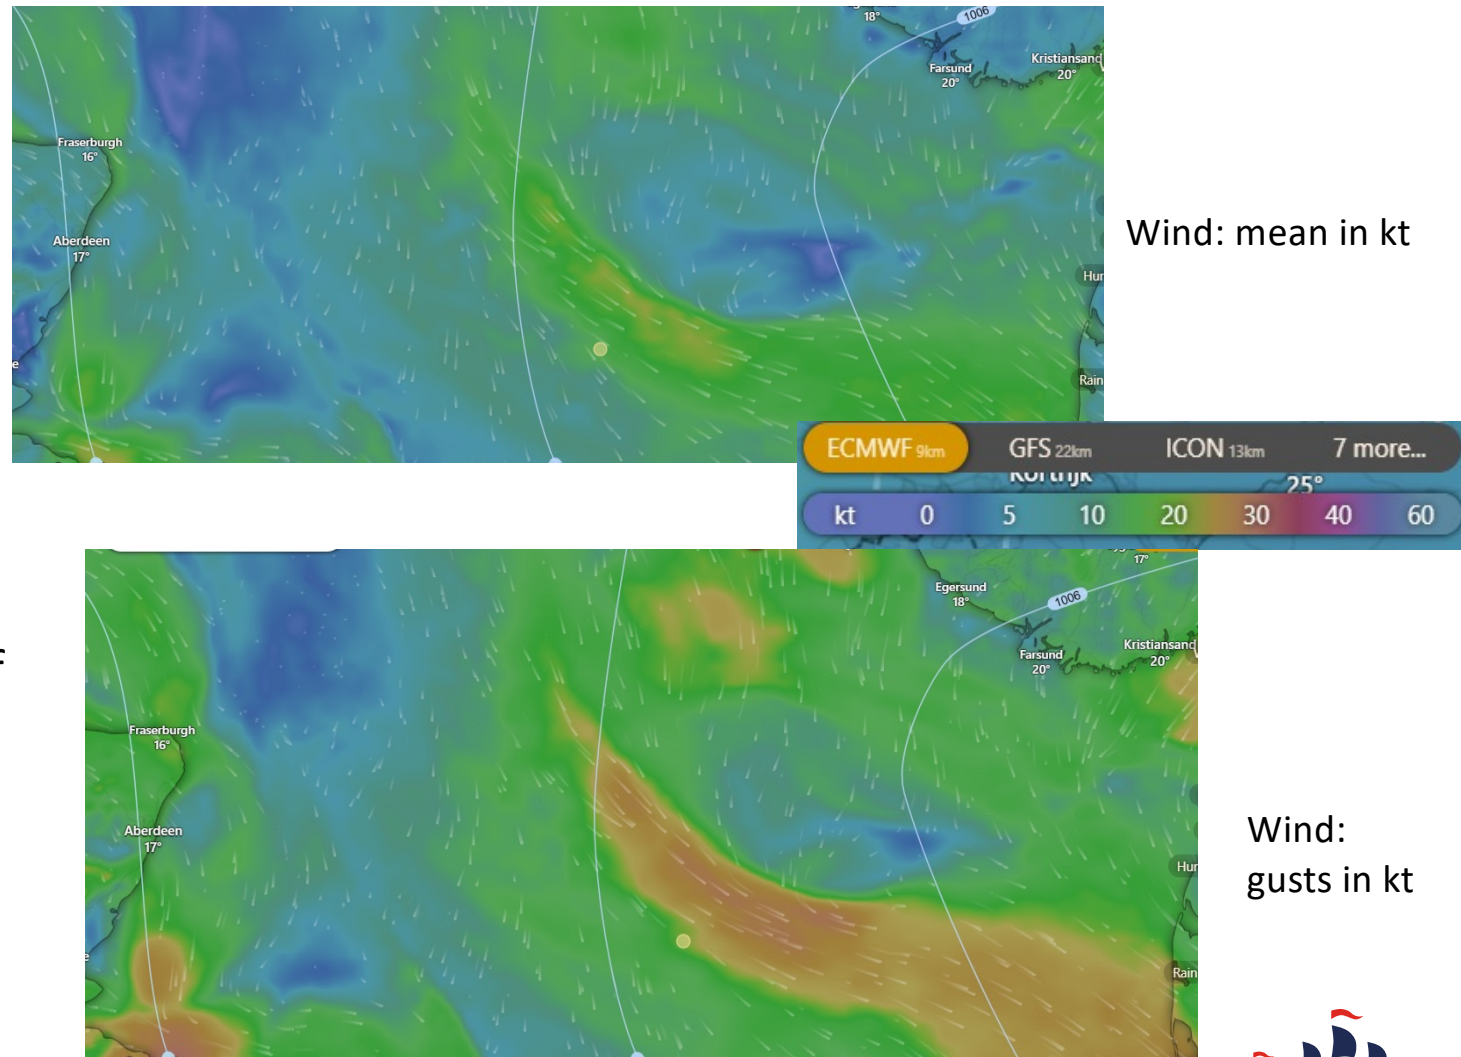 18°
1006
Farsund
20°
Kristiansand
20°
Fraserburgh
16°
Aberdeen
17°
Hur
e
Rain
Wind: mean in kt
ECMWF 9km GFS 22km ICON 13km 7 more...
Kortrijk
25°
kt 0 5 10 20 30 40 60
17°
Egersund
18°
1006
Farsund
20°
Kristiansand
20°
Fraserburgh
16°
Aberdeen
17°
Wind:
gusts in kt
Hur
e
Rain